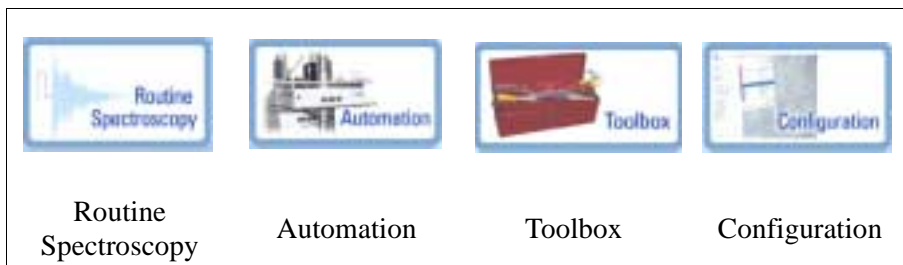 Routine
Spectroscopy
Automation
Toolbox
Configuration
Routine
Spectroscopy
Automation
Toolbox
Configuration